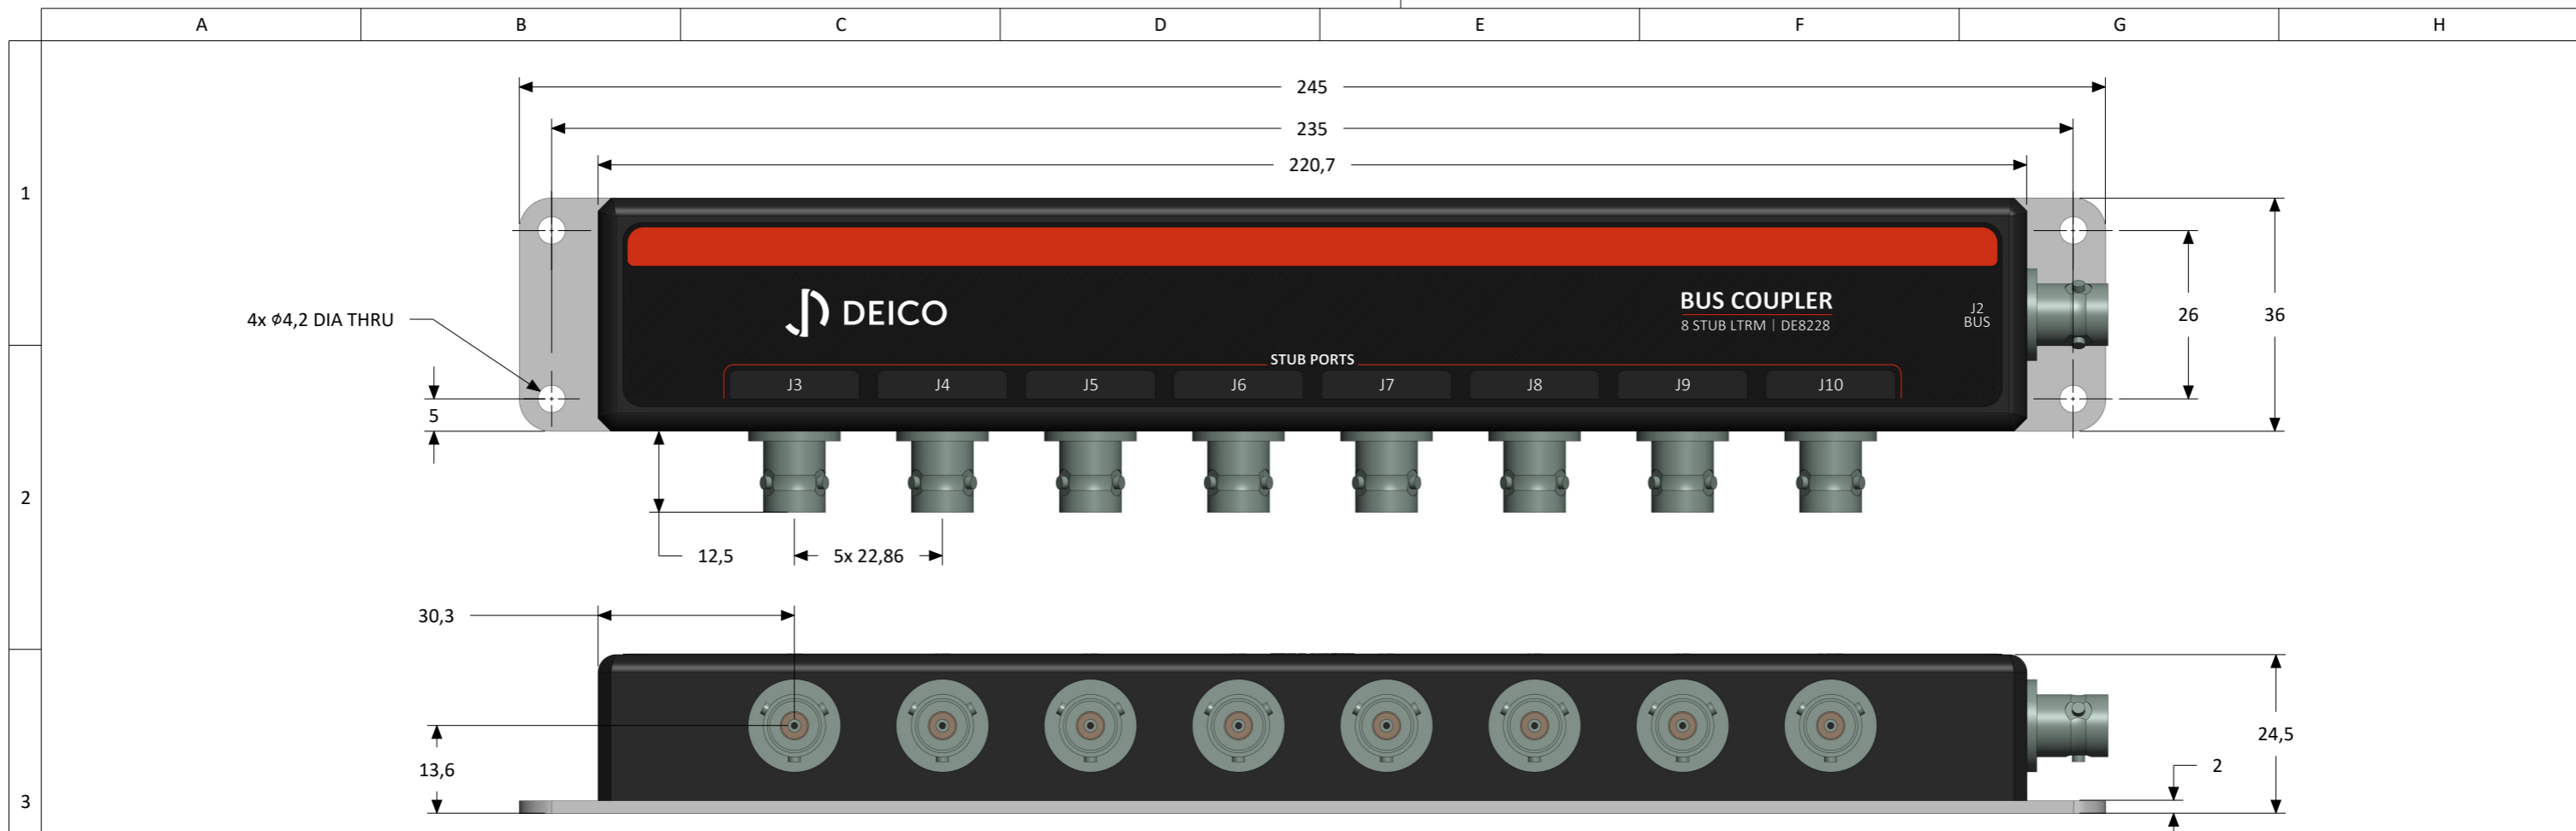 A B C D E F G H
245
235
220,7
1
4x ⌀4,2 DIA THRU
DEICO
BUS COUPLER
8 STUB LTRM | DE8228
J2
BUS
26
36
STUB PORTS
J3 J4 J5 J6 J7 J8 J9 J10
5
2
12,5
5x 22,86
30,3
24,5
13,6
2
3